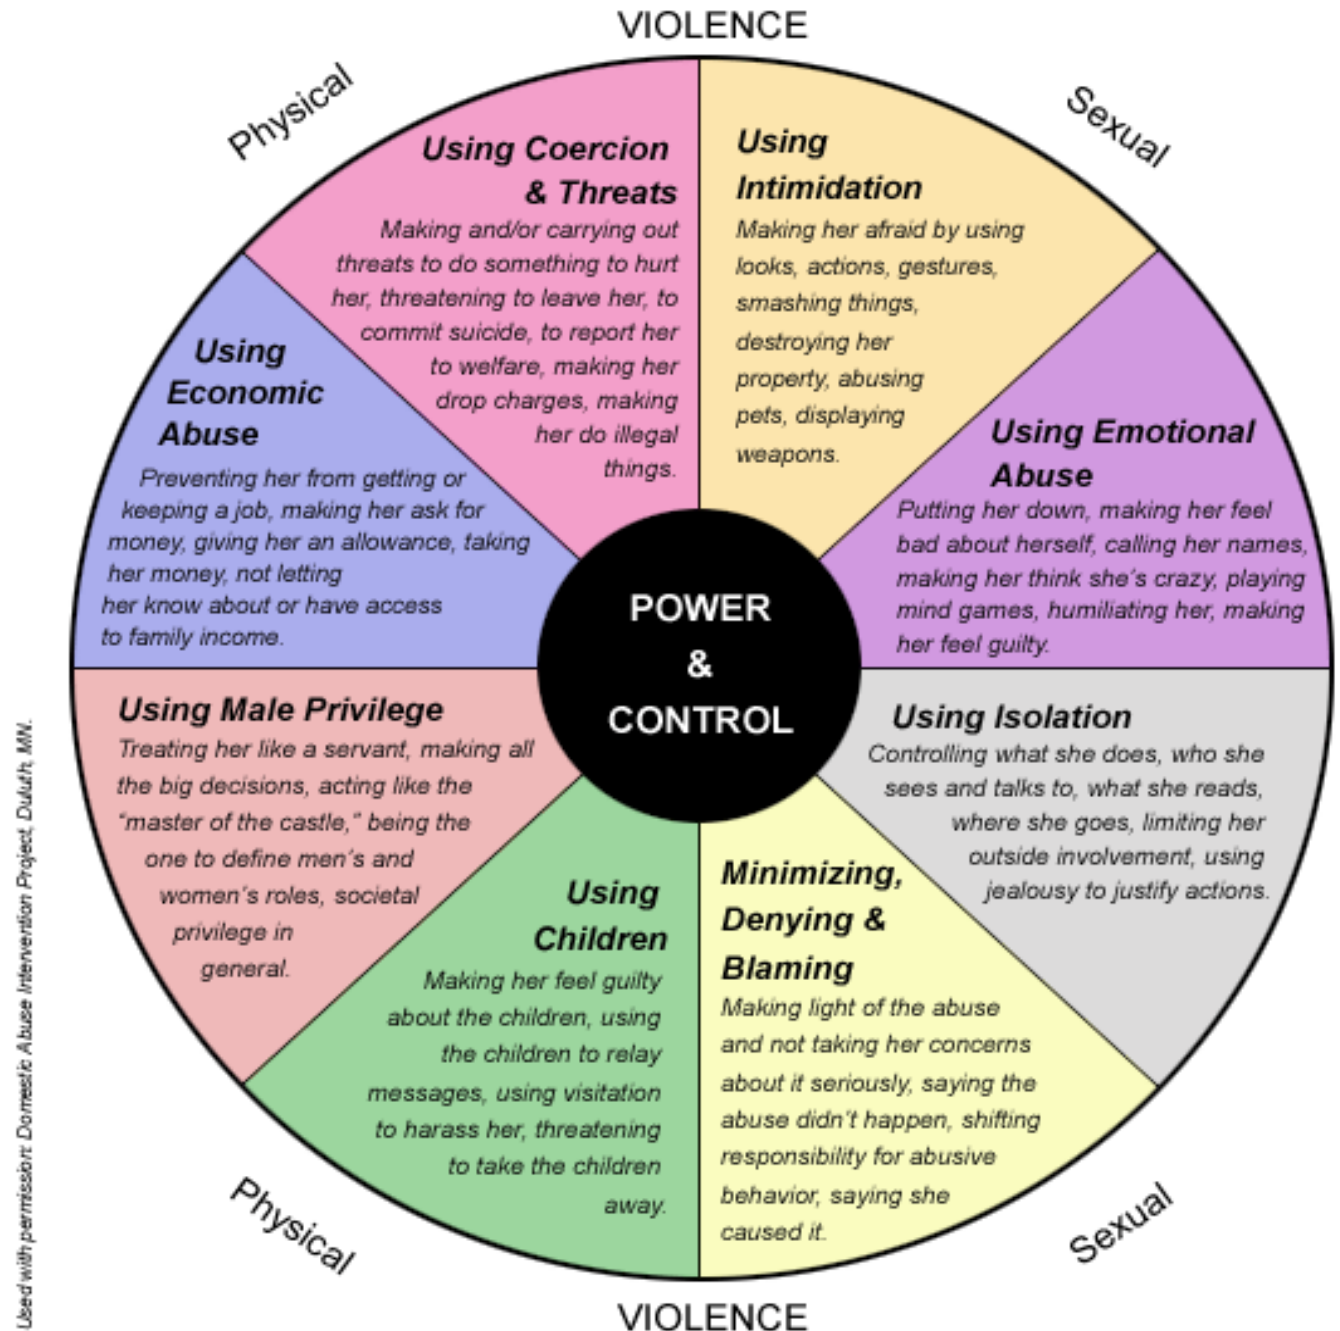 VIOLENCE
Physical
Sexual
Using Coercion
& Threats
Making and/or carrying out
threats to do something to hurt
her, threatening to leave her, to
commit suicide, to report her
to welfare, making her
drop charges, making
her do illegal
things.
Using
Intimidation
Making her afraid by using
looks, actions, gestures,
smashing things,
destroying her
property, abusing
pets, displaying
weapons.
Using Emotional
Abuse
Putting her down, making her feel
bad about herself, calling her names,
making her think she's crazy, playing
mind games, humiliating her, making
her feel guilty.
Using Isolation
Controlling what she does, who she
sees and talks to, what she reads,
where she goes, limiting her
outside involvement, using
jealousy to justify actions.
Minimizing,
Denying &
Blaming
Making light of the abuse
and not taking her concerns
about it seriously, saying the
abuse didn't happen, shifting
responsibility for abusive
behavior, saying she
caused it.
Using
Children
Making her feel guilty
about the children, using
the children to relay
messages, using visitation
to harass her, threatening
to take the children
away.
Using Male Privilege
Treating her like a servant, making all
the big decisions, acting like the
"master of the castle," being the
one to define men's and
women's roles, societal
privilege in
general.
Using
Economic
Abuse
Preventing her from getting or
keeping a job, making her ask for
money, giving her an allowance, taking
her money, not letting
her know about or have access
to family income.
POWER
&
CONTROL
Physical
Sexual
VIOLENCE
Used with permission: Domestic Abuse Intervention Project, Duluth, MN.